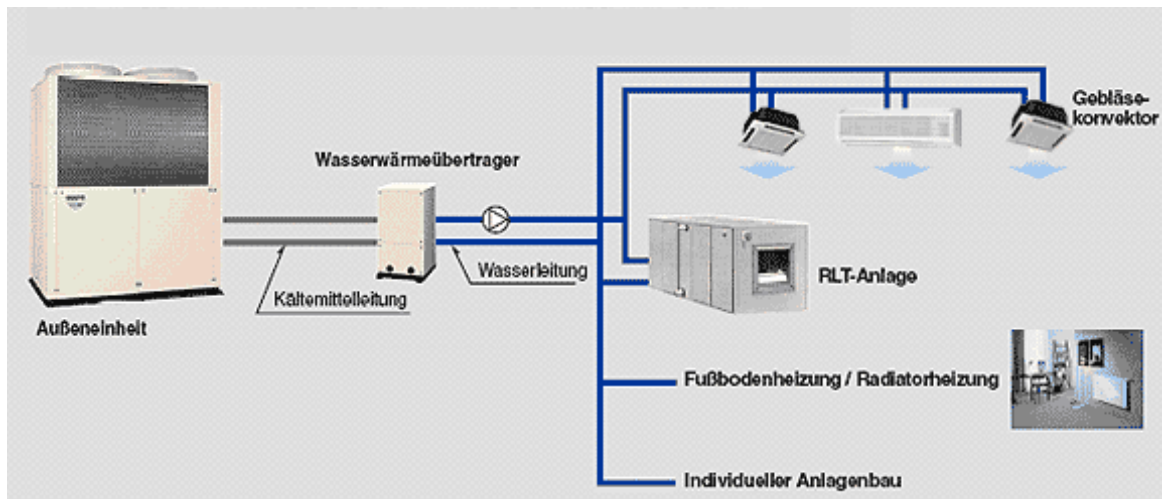 Gebläse-
konvektor
Wasserwärmeübertrager
Wasserleitung
RLT-Anlage
Kältemittelleitung
Außeneinheit
Fußbodenheizung / Radiatorheizung
Individueller Anlagenbau